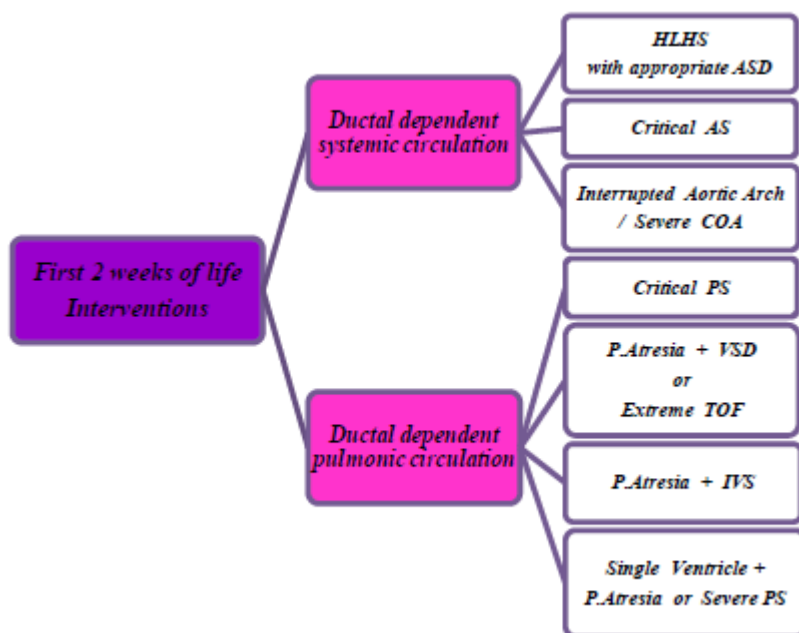 First 2 weeks of life
Interventions
Ductal dependent
systemic circulation
HLHS
with appropriate ASD
Critical AS
Interrupted Aortic Arch
/ Severe COA
Ductal dependent
pulmonic circulation
Critical PS
P.Atresia + VSD
or
Extreme TOF
P.Atresia + IVS
Single Ventricle +
P.Atresia or Severe PS